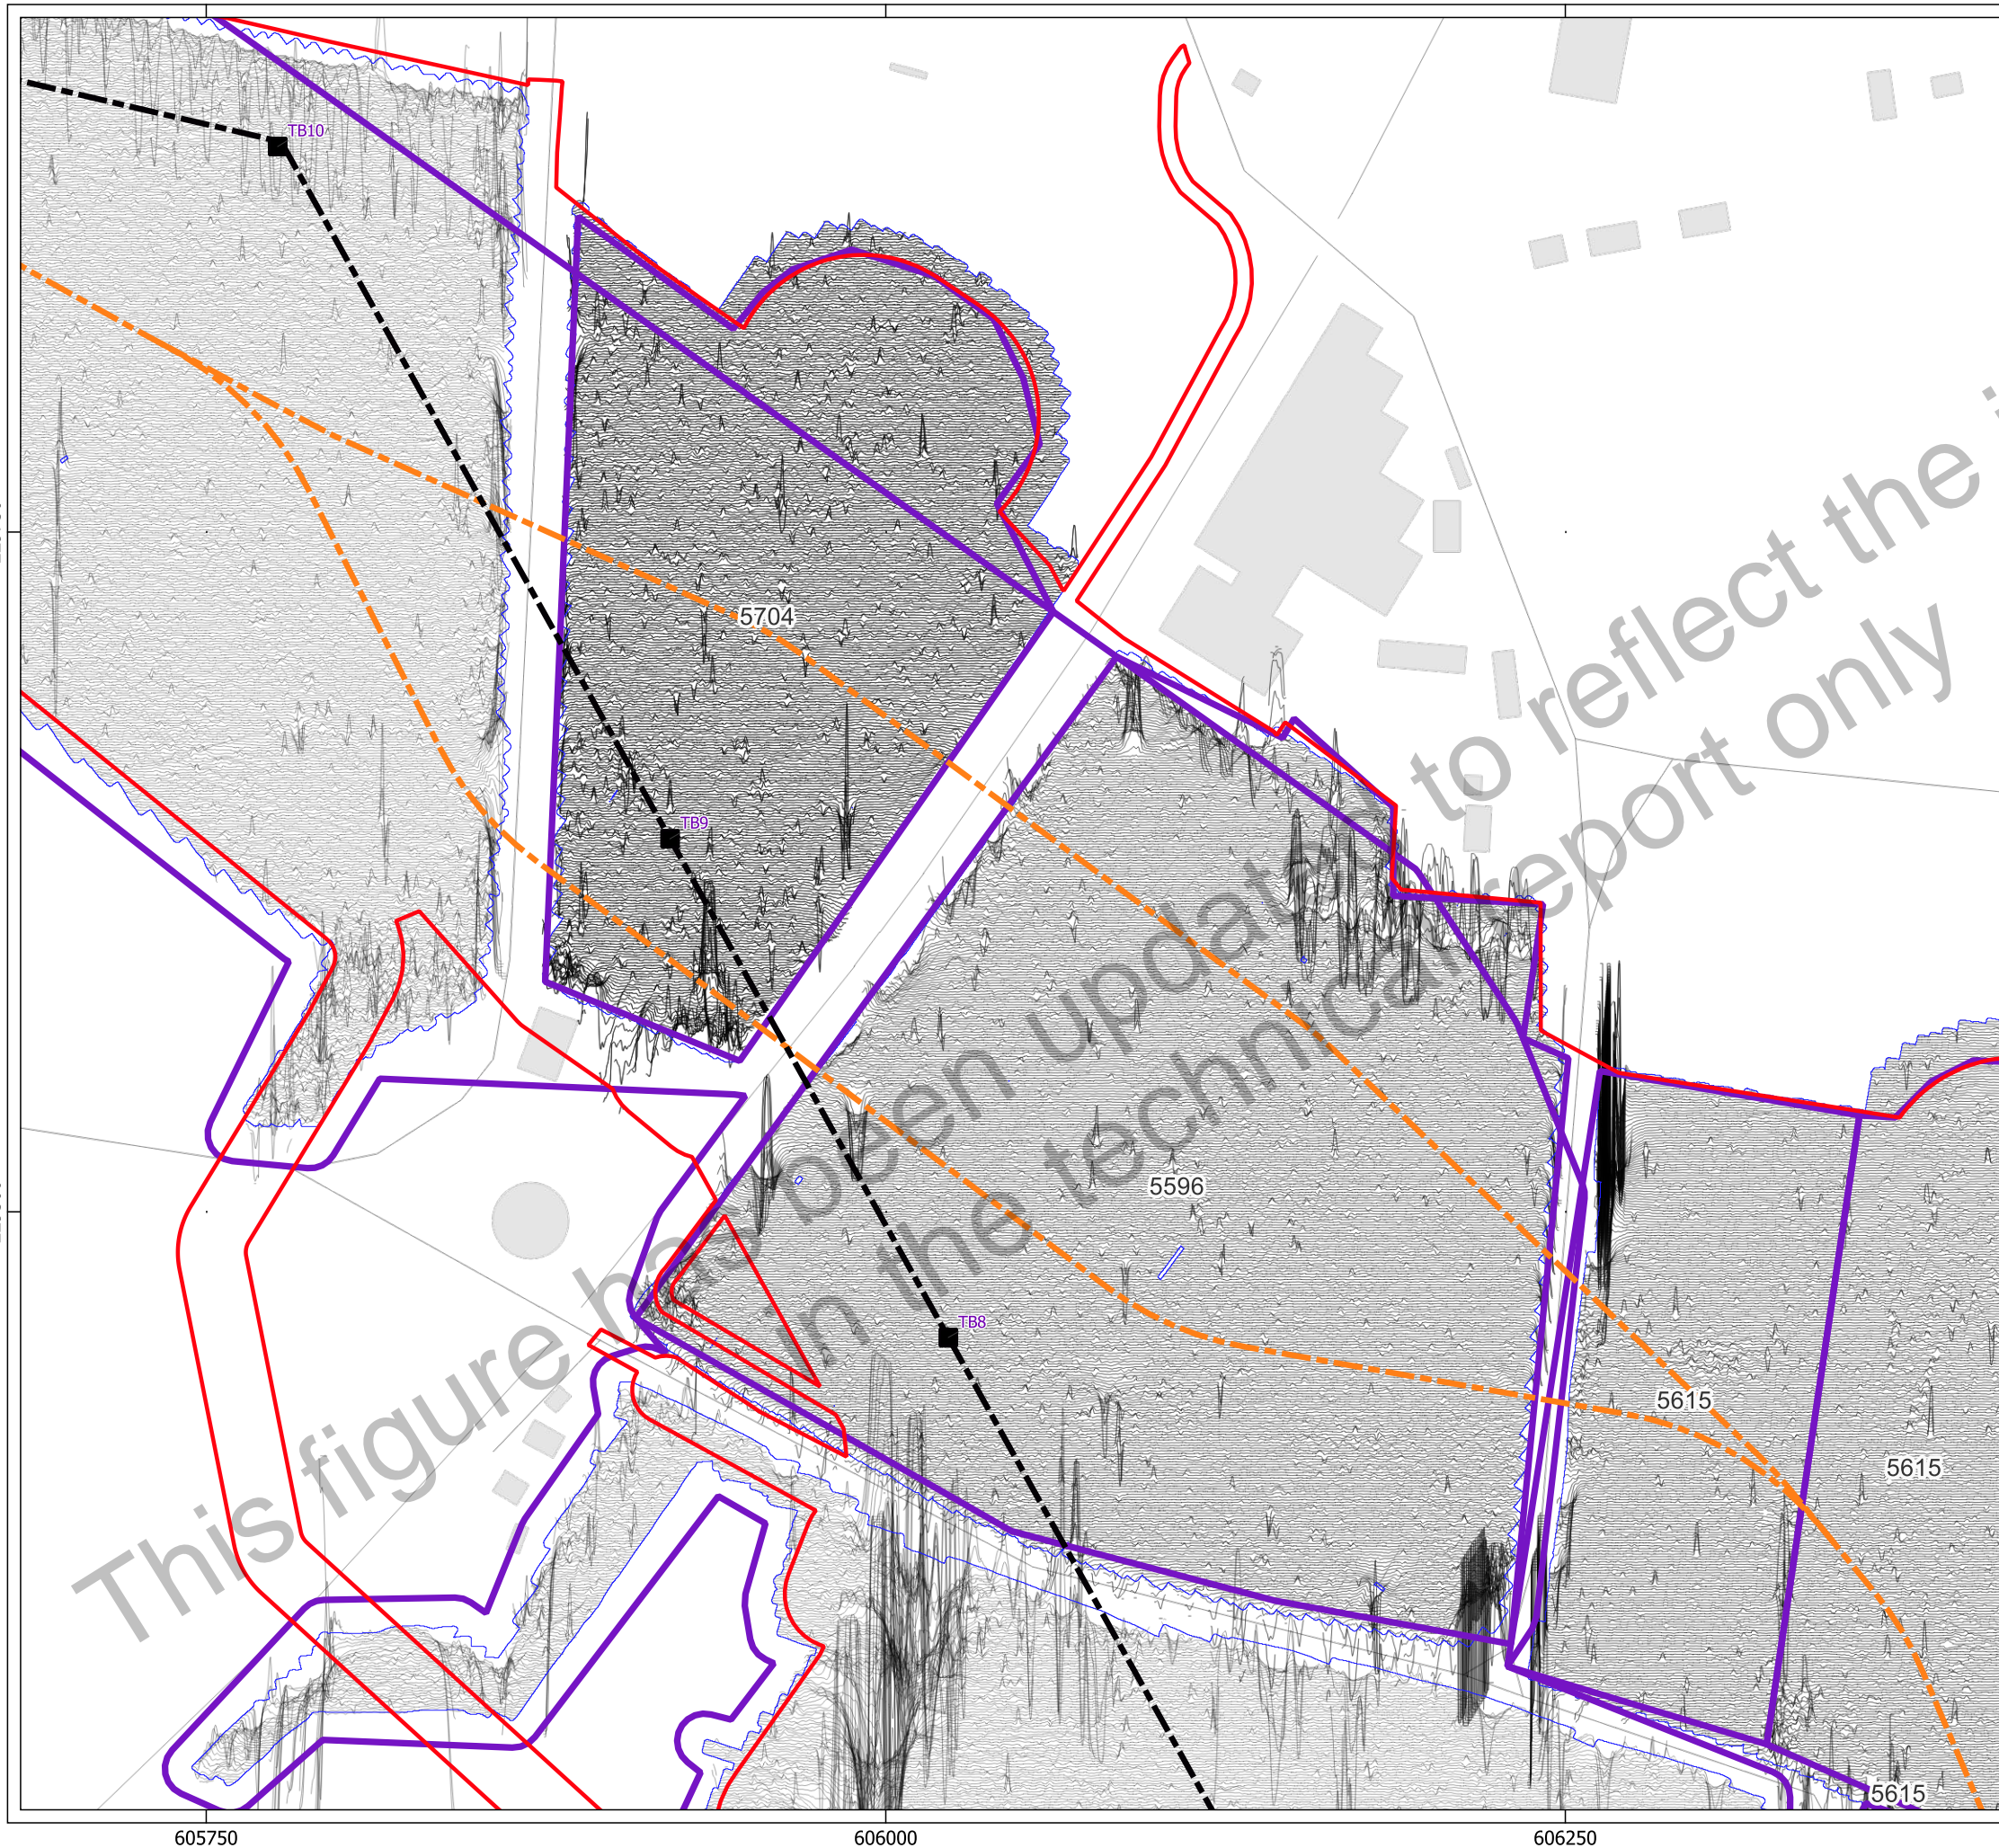 TB10
5704
TB9
This figure has been updated to reflect the
in the technical report only
5596
TB8
5615
5615
5615
605750
606000
606250